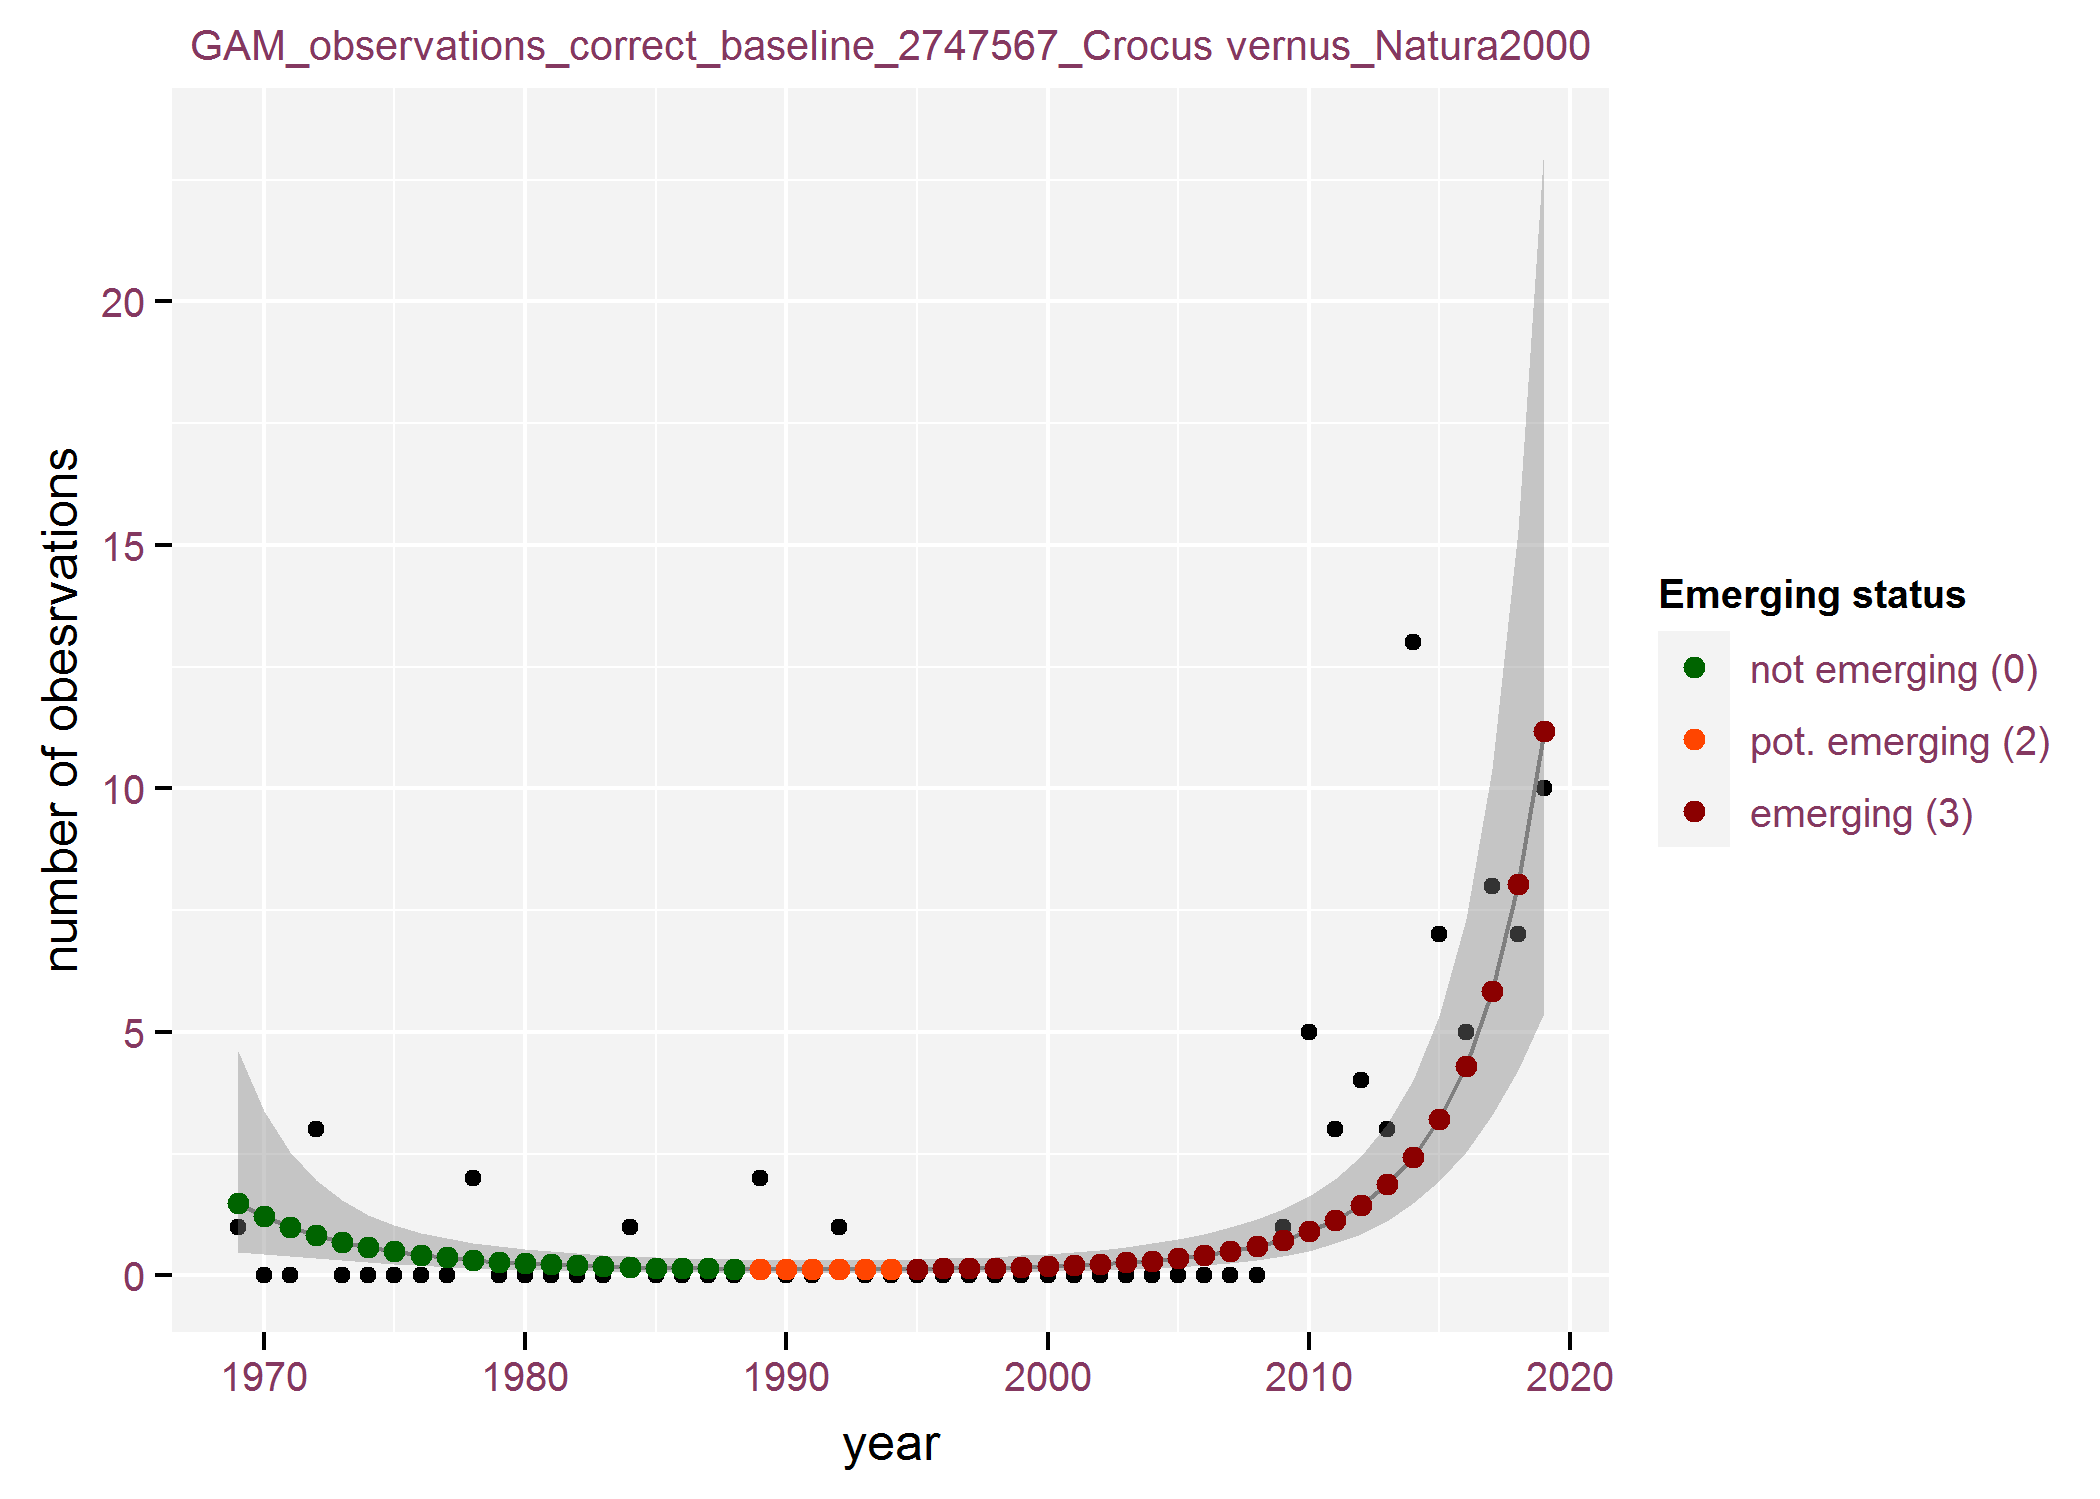 GAM_observations_correct_baseline_2747567_Crocus vernus_Natura2000
number of obesrvations
20
15
10
5
0
1970 1980 1990 2000 2010 2020
year
Emerging status
not emerging (0)
pot. emerging (2)
emerging (3)